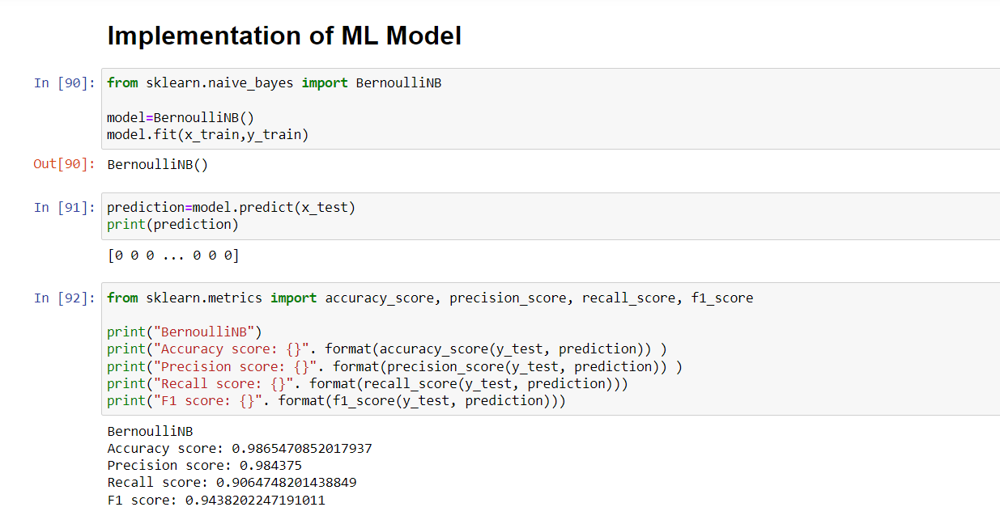 Implementation of ML Model
In [90]: from sklearn.naive_bayes import BernoulliNB
model=BernoulliNB()
model.fit(x_train,y_train)
Out[90]: BernoulliNB()
In [91]: prediction=model.predict(x_test)
print(prediction)
[0 0 0 ... 0 0 0]
In [92]: from sklearn.metrics import accuracy_score, precision_score, recall_score, f1_score
print("BernoulliNB")
print("Accuracy score: {}". format(accuracy_score(y_test, prediction)) )
print("Precision score: {}". format(precision_score(y_test, prediction)) )
print("Recall score: {}". format(recall_score(y_test, prediction)))
print("F1 score: {}". format(f1_score(y_test, prediction)))
BernoulliNB
Accuracy score: 0.9865470852017937
Precision score: 0.984375
Recall score: 0.9064748201438849
F1 score: 0.9438202247191011